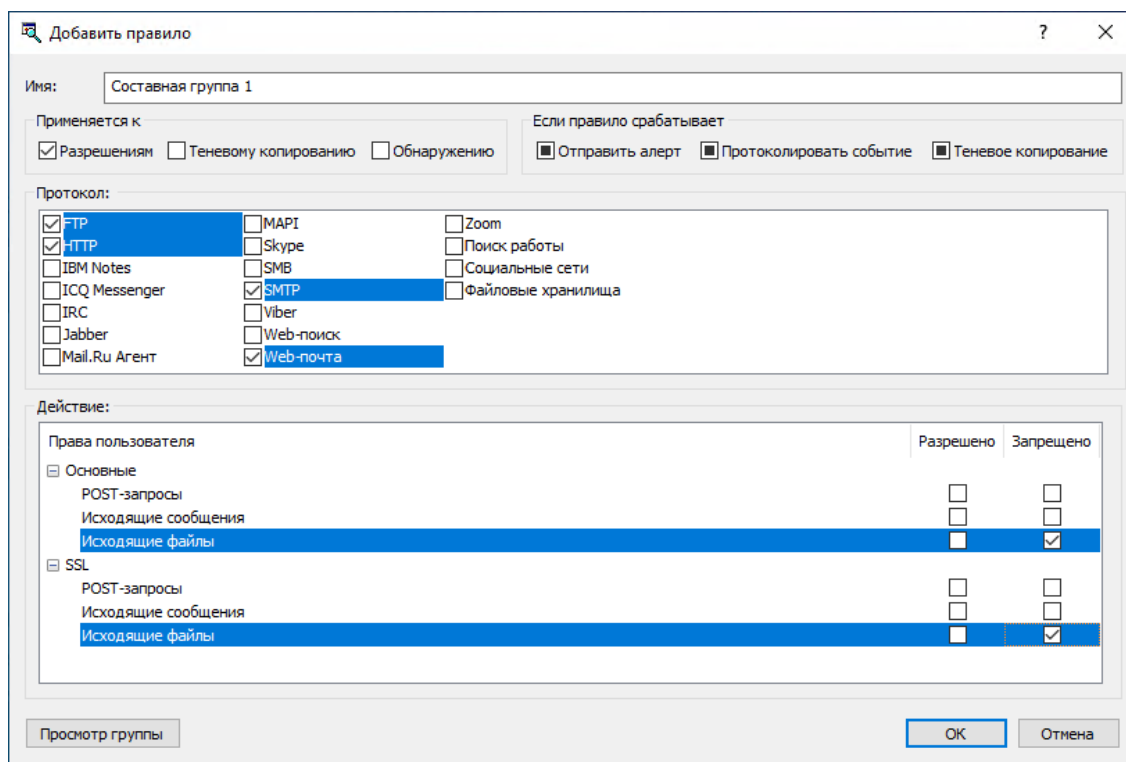 Добавить правило
?
Имя: Составная группа 1
Применяется к
Если правило срабатывает
Разрешениям Теневому копированию Обнаружению
Отправить алерт Протоколировать событие Теневое копирование
Протокол:
FTP MAPI Zoom
HTTP Skype Поиск работы
IBM Notes SMB Социальные сети
ICQ Messenger SMTP Файловые хранилища
IRC Viber
Jabber Web-поиск
Mail.Ru Агент Web-почта
Действие:
Права пользователя Разрешено Запрещено
Основные
POST-запросы
Исходящие сообщения
Исходящие файлы
SSL
POST-запросы
Исходящие сообщения
Исходящие файлы
Просмотр группы OK Отмена